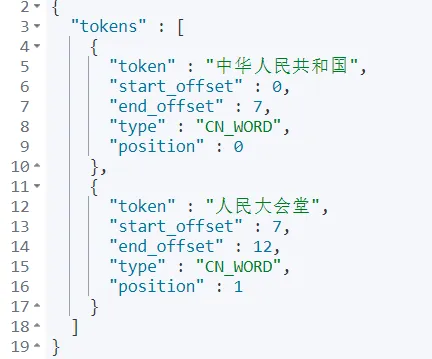 2 {
3 "tokens" : [
4 {
5 "token" : "中华人民共和国",
6 "start_offset" : 0,
7 "end_offset" : 7,
8 "type" : "CN_WORD",
9 "position" : 0
10 },
11 {
12 "token" : "人民大会堂",
13 "start_offset" : 7,
14 "end_offset" : 12,
15 "type" : "CN_WORD",
16 "position" : 1
17 }
18 ]
19 }